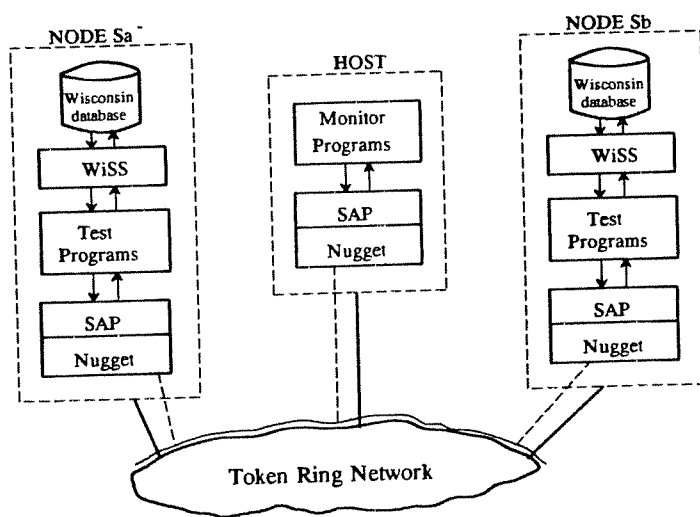 NODE Sa
Wisconsin
database
WiSS
Test
Programs
SAP
Nugget
HOST
Monitor
Programs
SAP
Nugget
NODE Sb
Wisconsin
database
WiSS
Test
Programs
SAP
Nugget
Token Ring Network